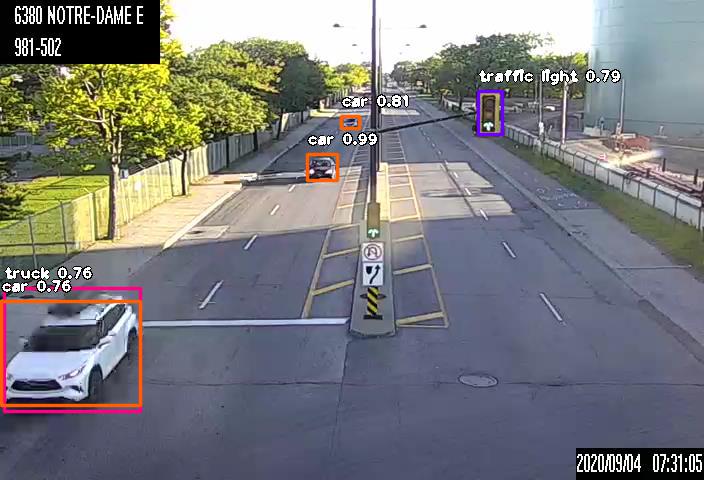 6380 NOTRE-DAME E
981-502
traffic light 0.79
car 0.81
car 0.99
truck 0.76
car 0.76
2020/09/04 07:31:05